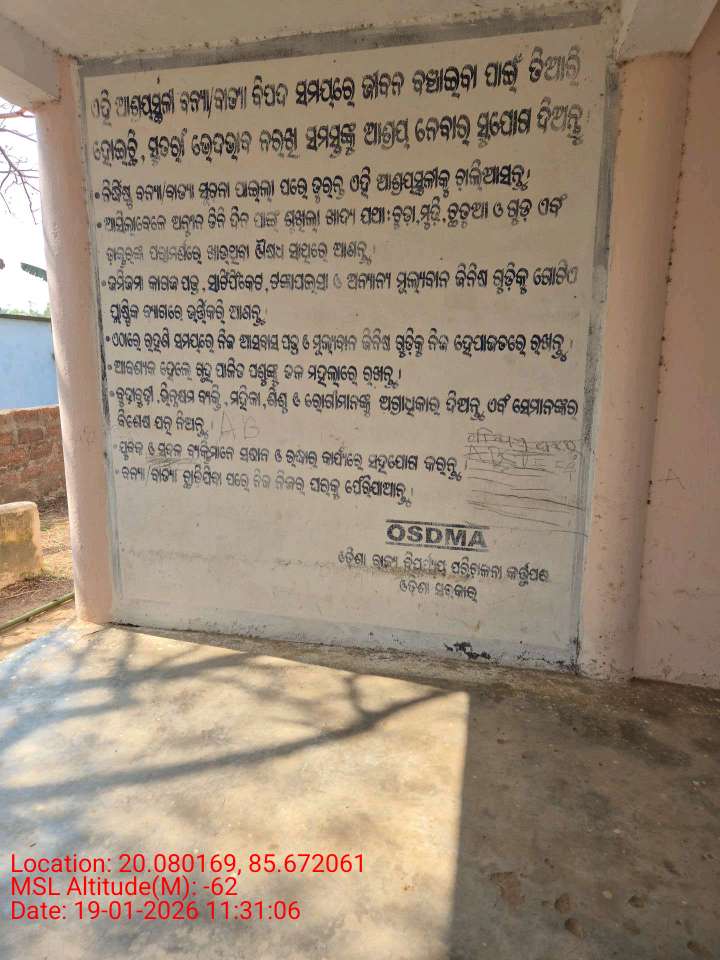 ଏହି ଆଶ୍ରୟସ୍ଥଳୀ ବନ୍ୟା/ବାତ୍ୟା ବିପଦ ସମୟରେ ଜୀବନ ବଞ୍ଚାଇବା ପାଇଁ ତିଆରି
ହୋଇଚି, ସୁତରାଂ ଭେଦଭାବ ନରଖି ସମସ୍ତଙ୍କୁ ଆଶ୍ରୟ ନେବାର ସୁଯୋଗ ଦିଅନ୍ତୁ
• ନିର୍ଦ୍ଦିଷ୍ଟ ବନ୍ୟା/ବାତ୍ୟା ସୂଚନା ପାଇଲା ପରେ ତୁରନ୍ତ ଏହି ଆଶ୍ରୟସ୍ଥଳୀକୁ ଚାଲିଆସନ୍ତୁ।
• ଆସିଲାବେଳେ ଅନ୍ୟୁନ ତିନି ଦିନ ପାଇଁ ଶୁଖିଲା ଖାଦ୍ୟ ଯଥା: ଚୁଡ଼ା, ମୁଢ଼ି, ଚୁଡୁଆ ଓ ଗୁଡ଼ ଏବଂ
ଡାକ୍ତରଙ୍କ ପରାମର୍ଶରେ ଖାଉଥିବା ଔଷଧ ସାଥିରେ ଆଣନ୍ତୁ।
• ଜମିଜମା କାଗଜ ପତ୍ର, ସାର୍ଟିଫିକେଟ, ଟଙ୍କାପଇସା ଓ ଅନ୍ୟାନ୍ୟ ମୂଲ୍ୟବାନ ଜିନିଷ ଗୁଡ଼ିକୁ ଗୋଟିଏ
ପ୍ଲାଷ୍ଟିକ ବ୍ୟାଗରେ ଭର୍ତ୍ତିକରି ଆଣନ୍ତୁ।
• ଏଠାରେ ରହଣି ସମୟରେ ନିଜ ଆସବାସ ପତ୍ର ଓ ମୂଲ୍ୟବାନ ଜିନିଷ ଗୁଡ଼ିକୁ ନିଜ ହେପାଜତରେ ରଖନ୍ତୁ।
• ଆବଶ୍ୟକ ହେଲେ ଗୃହ ପାଳିତ ପଶୁଙ୍କୁ ତଳ ମହଲାରେ ରଖନ୍ତୁ।
• ବୁଢ଼ାବୁଢ଼ୀ, ଭିନ୍ନକ୍ଷମ ବ୍ୟକ୍ତି, ମହିଳା, ଶିଶୁ ଓ ରୋଗୀମାନଙ୍କୁ ଅଗ୍ରାଧିକାର ଦିଅନ୍ତୁ ଏବଂ ସେମାନଙ୍କର
ବିଶେଷ ଯତ୍ନ ନିଅନ୍ତୁ। AB
• ଯୁବକ ଓ ସକ୍ଷମ ବ୍ୟକ୍ତିମାନେ ସନ୍ଧାନ ଓ ଉଦ୍ଧାର କାର୍ଯ୍ୟରେ ସହଯୋଗ କରନ୍ତୁ।
• ବନ୍ୟା/ବାତ୍ୟା ଛାଡ଼ିଯିବା ପରେ ନିଜ ନିଜର ଘରକୁ ଫେରିଯାଆନ୍ତୁ।
A
OSDMA
ଓଡ଼ିଶା ରାଜ୍ୟ ବିପର୍ଯ୍ୟୟ ପରିଚାଳନା କର୍ତ୍ତୃପକ୍ଷ
ଓଡ଼ିଶା ସରକାର
Location: 20.080169, 85.672061
MSL Altitude(M): -62
Date: 19-01-2026 11:31:06